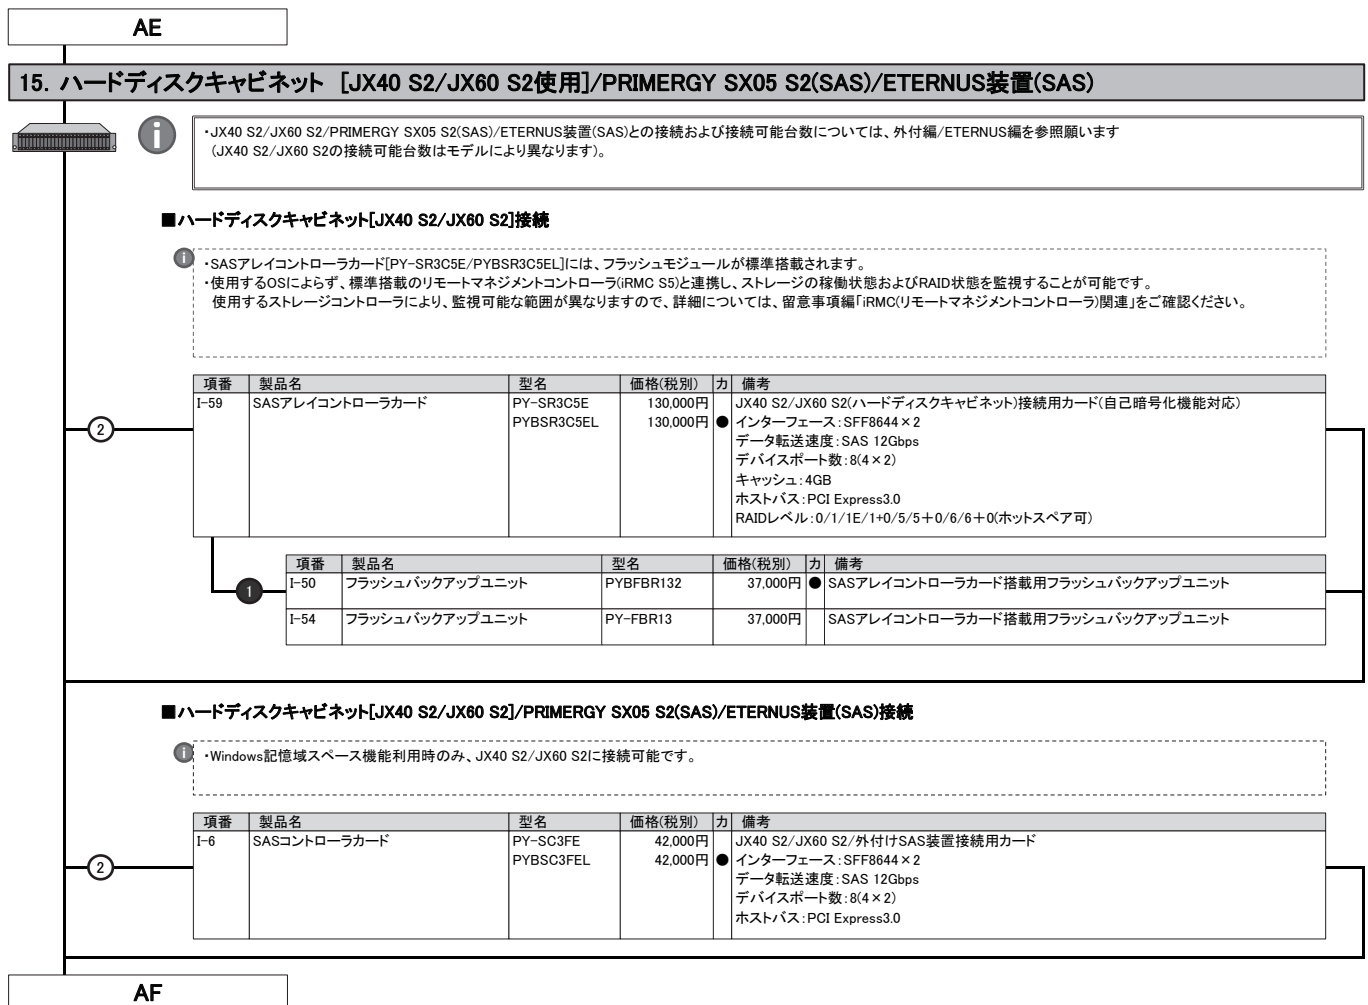 AE
15. ハードディスクキャビネット [JX40 S2/JX60 S2使用]/PRIMERGY SX05 S2(SAS)/ETERNUS装置(SAS)
i
・JX40 S2/JX60 S2/PRIMERGY SX05 S2(SAS)/ETERNUS装置(SAS)との接続および接続可能台数については、外付編/ETERNUS編を参照願います
(JX40 S2/JX60 S2の接続可能台数はモデルにより異なります)。
■ハードディスクキャビネット[JX40 S2/JX60 S2]接続
i
・SASアレイコントローラカード[PY-SR3C5E/PYBSR3C5EL]には、フラッシュモジュールが標準搭載されます。
・使用するOSによらず、標準搭載のリモートマネジメントコントローラ(iRMC S5)と連携し、ストレージの稼働状態およびRAID状態を監視することが可能です。
使用するストレージコントローラにより、監視可能な範囲が異なりますので、詳細については、留意事項編「iRMC(リモートマネジメントコントローラ)関連」をご確認ください。
項番 製品名 型名 価格(税別) カ 備考
I-59 SASアレイコントローラカード PY-SR3C5E 130,000円 JX40 S2/JX60 S2(ハードディスクキャビネット)接続用カード(自己暗号化機能対応)
PYBSR3C5EL 130,000円 ● インターフェース:SFF8644×2
データ転送速度:SAS 12Gbps
デバイスポート数:8(4×2)
キャッシュ:4GB
ホストバス:PCI Express3.0
RAIDレベル:0/1/1E/1+0/5/5+0/6/6+0(ホットスペア可)
2
項番 製品名 型名 価格(税別) カ 備考
I-50 フラッシュバックアップユニット PYBFBR132 37,000円 ● SASアレイコントローラカード搭載用フラッシュバックアップユニット
1
I-54 フラッシュバックアップユニット PY-FBR13 37,000円 SASアレイコントローラカード搭載用フラッシュバックアップユニット
■ハードディスクキャビネット[JX40 S2/JX60 S2]/PRIMERGY SX05 S2(SAS)/ETERNUS装置(SAS)接続
i
・Windows記憶域スペース機能利用時のみ、JX40 S2/JX60 S2に接続可能です。
項番 製品名 型名 価格(税別) カ 備考
I-6 SASコントローラカード PY-SC3FE 42,000円 JX40 S2/JX60 S2/外付けSAS装置接続用カード
PYBSC3FEL 42,000円 ● インターフェース:SFF8644×2
データ転送速度:SAS 12Gbps
デバイスポート数:8(4×2)
ホストバス:PCI Express3.0
2
AF